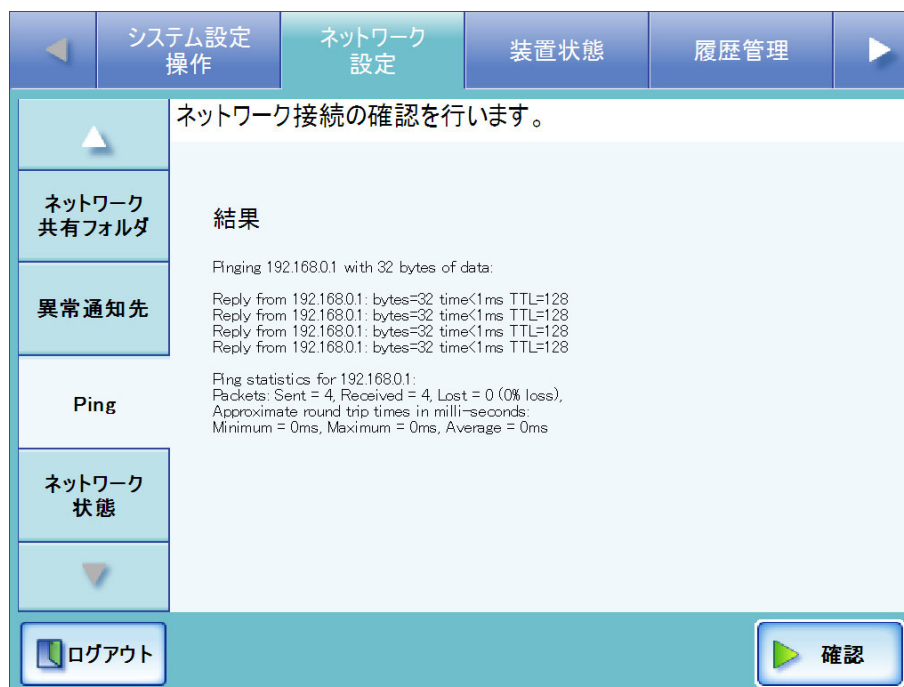 システム設定
操作
ネットワーク
設定
装置状態
履歴管理
ネットワーク接続の確認を行います。
ネットワーク
共有フォルダ
異常通知先
Ping
ネットワーク
状態
結果
Pinging 192.168.0.1 with 32 bytes of data:
Reply from 192.168.0.1: bytes=32 time<1ms TTL=128
Reply from 192.168.0.1: bytes=32 time<1ms TTL=128
Reply from 192.168.0.1: bytes=32 time<1ms TTL=128
Reply from 192.168.0.1: bytes=32 time<1ms TTL=128
Ping statistics for 192.168.0.1:
Packets: Sent = 4, Received = 4, Lost = 0 (0% loss),
Approximate round trip times in milli-seconds:
Minimum = 0ms, Maximum = 0ms, Average = 0ms
ログアウト
確認